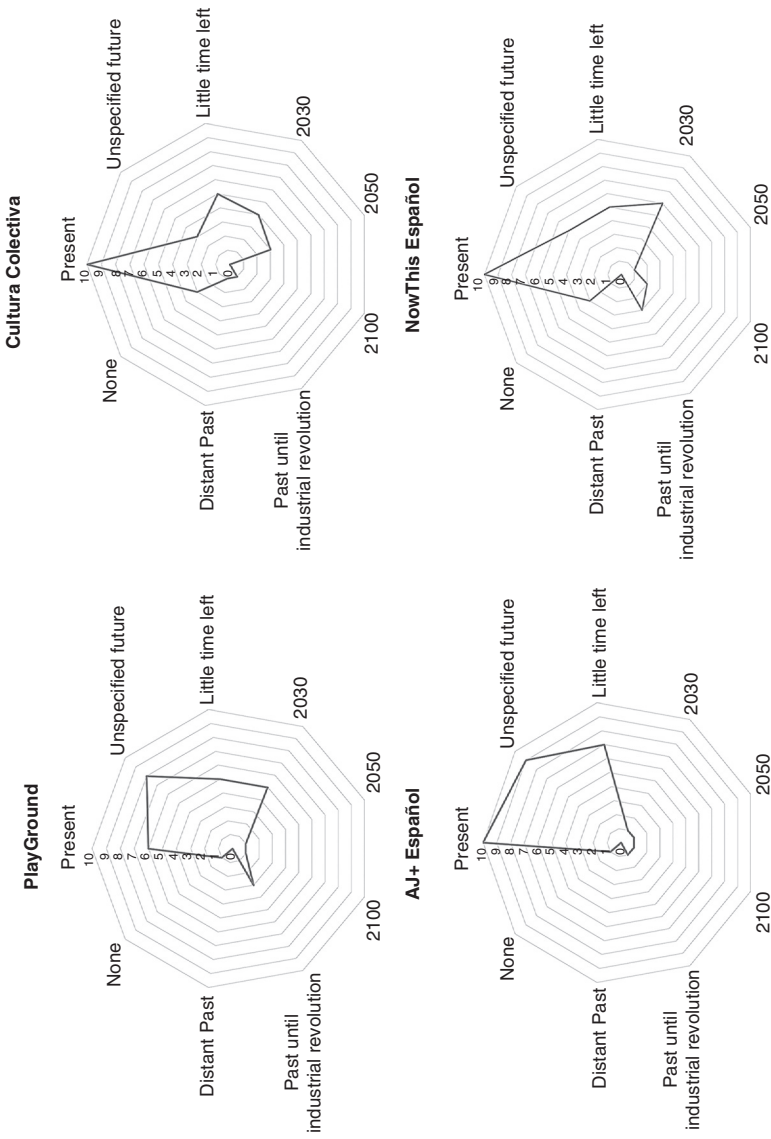 PlayGround
Present
10
9
8
7
6
5
4
3
2
1
0
Unspecified future
Little time left
2030
2050
2100
Past until
industrial revolution
Distant Past
None
Cultura Colectiva
Present
10
9
8
7
6
5
4
3
2
1
0
Unspecified future
Little time left
2030
2050
2100
Past until
industrial revolution
Distant Past
None
AJ+ Español
Present
10
9
8
7
6
5
4
3
2
1
0
Unspecified future
Little time left
2030
2050
2100
Past until
industrial revolution
Distant Past
None
NowThis Español
Present
10
9
8
7
6
5
4
3
2
1
0
Unspecified future
Little time left
2030
2050
2100
Past until
industrial revolution
Distant Past
None